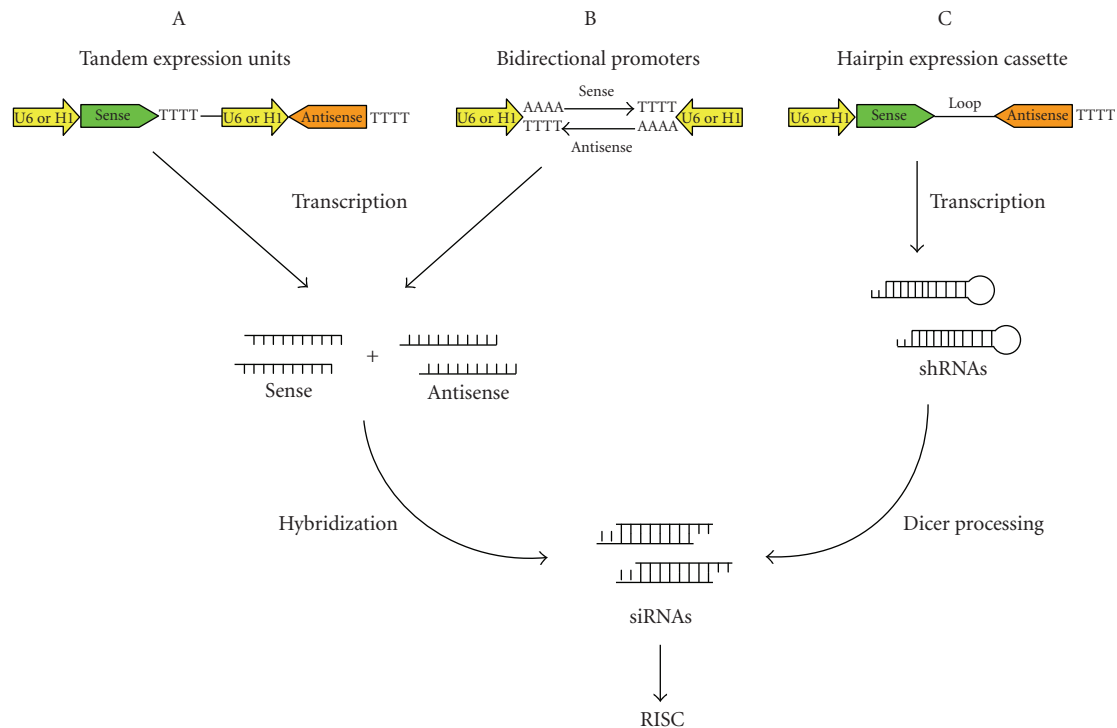 A
Tandem expression units
U6 or H1 Sense TTTT U6 or H1 Antisense TTTT
B
Bidirectional promoters
Sense
U6 or H1 AAAA TTTT U6 or H1
TTTT AAAA
Antisense
C
Hairpin expression cassette
Loop
U6 or H1 Sense Antisense TTTT
Transcription
Transcription
+
Sense
Antisense
shRNAs
Hybridization
Dicer processing
siRNAs
RISC